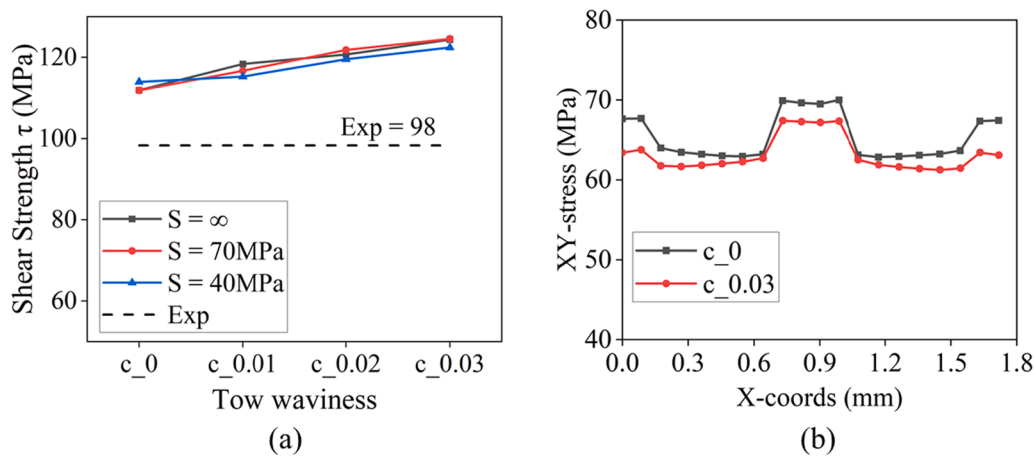 Shear Strength τ (MPa)
120
100
80
60
Exp = 98
S = ∞
S = 70MPa
S = 40MPa
Exp
c_0 c_0.01 c_0.02 c_0.03
Tow waviness
(a)
XY-stress (MPa)
80
70
60
50
40
c_0
c_0.03
0.0 0.3 0.6 0.9 1.2 1.5 1.8
X-coords (mm)
(b)